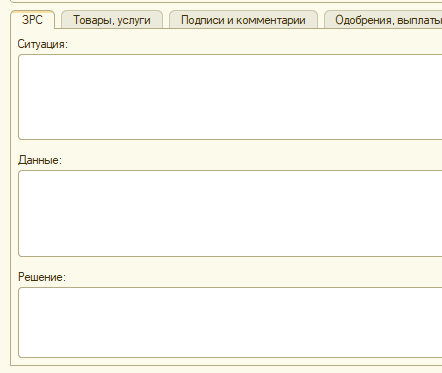 ЗРС Товары, услуги Подписи и комментарии Одобрения, выплаты
Ситуация:
Данные:
Решение: